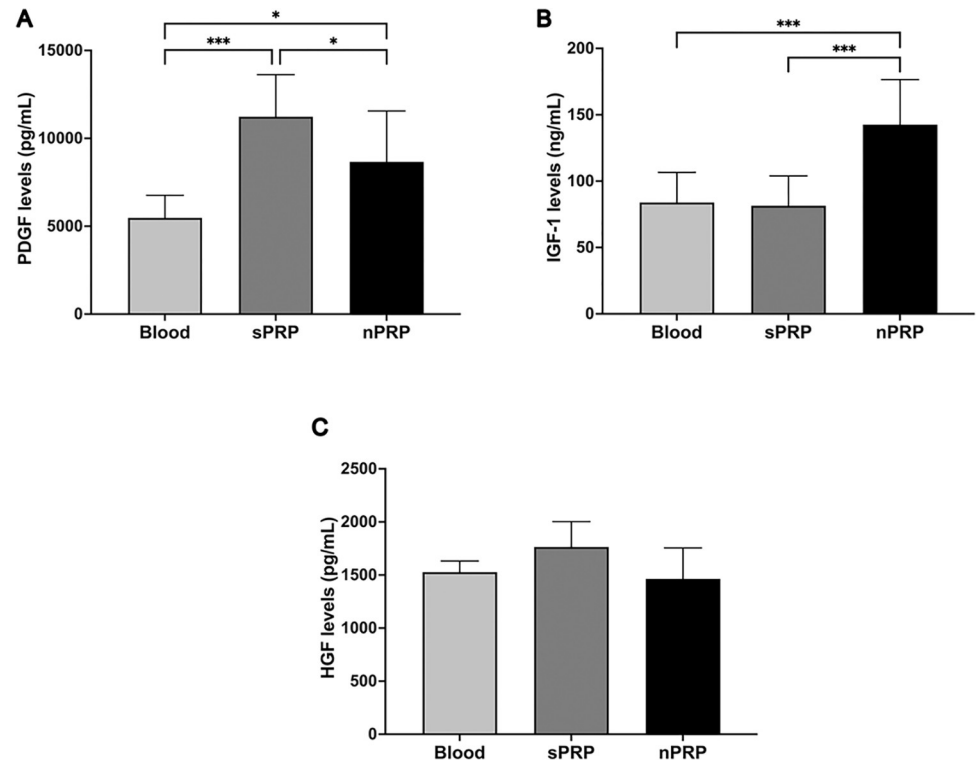 A
*
***
*
15000
10000
5000
0
PDGF levels (pg/mL)
Blood
sPRP
nPRP
B
***
***
200
150
100
50
0
IGF-1 levels (ng/mL)
Blood
sPRP
nPRP
C
2500
2000
1500
1000
500
0
HGF levels (pg/mL)
Blood
sPRP
nPRP